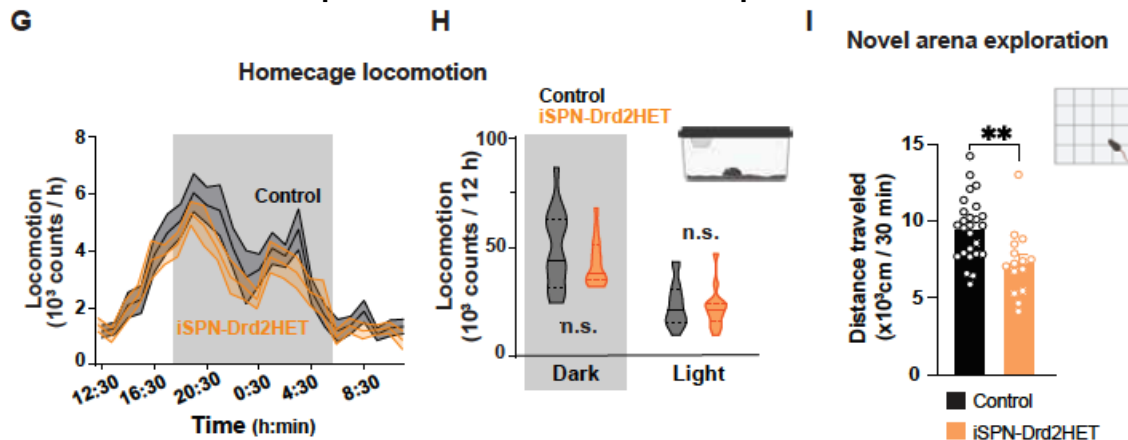 G
Homecage locomotion
Locomotion
(10³ counts / h)
8
6
4
2
0
Control
iSPN-Drd2HET
12:30
16:30
20:30
0:30
4:30
8:30
Time (h:min)
H
Control
iSPN-Drd2HET
Locomotion
(10³ counts / 12 h)
100
50
0
n.s.
n.s.
Dark
Light
I
Novel arena exploration
Distance traveled
(x10³cm / 30 min)
15
10
5
0
**
Control
iSPN-Drd2HET